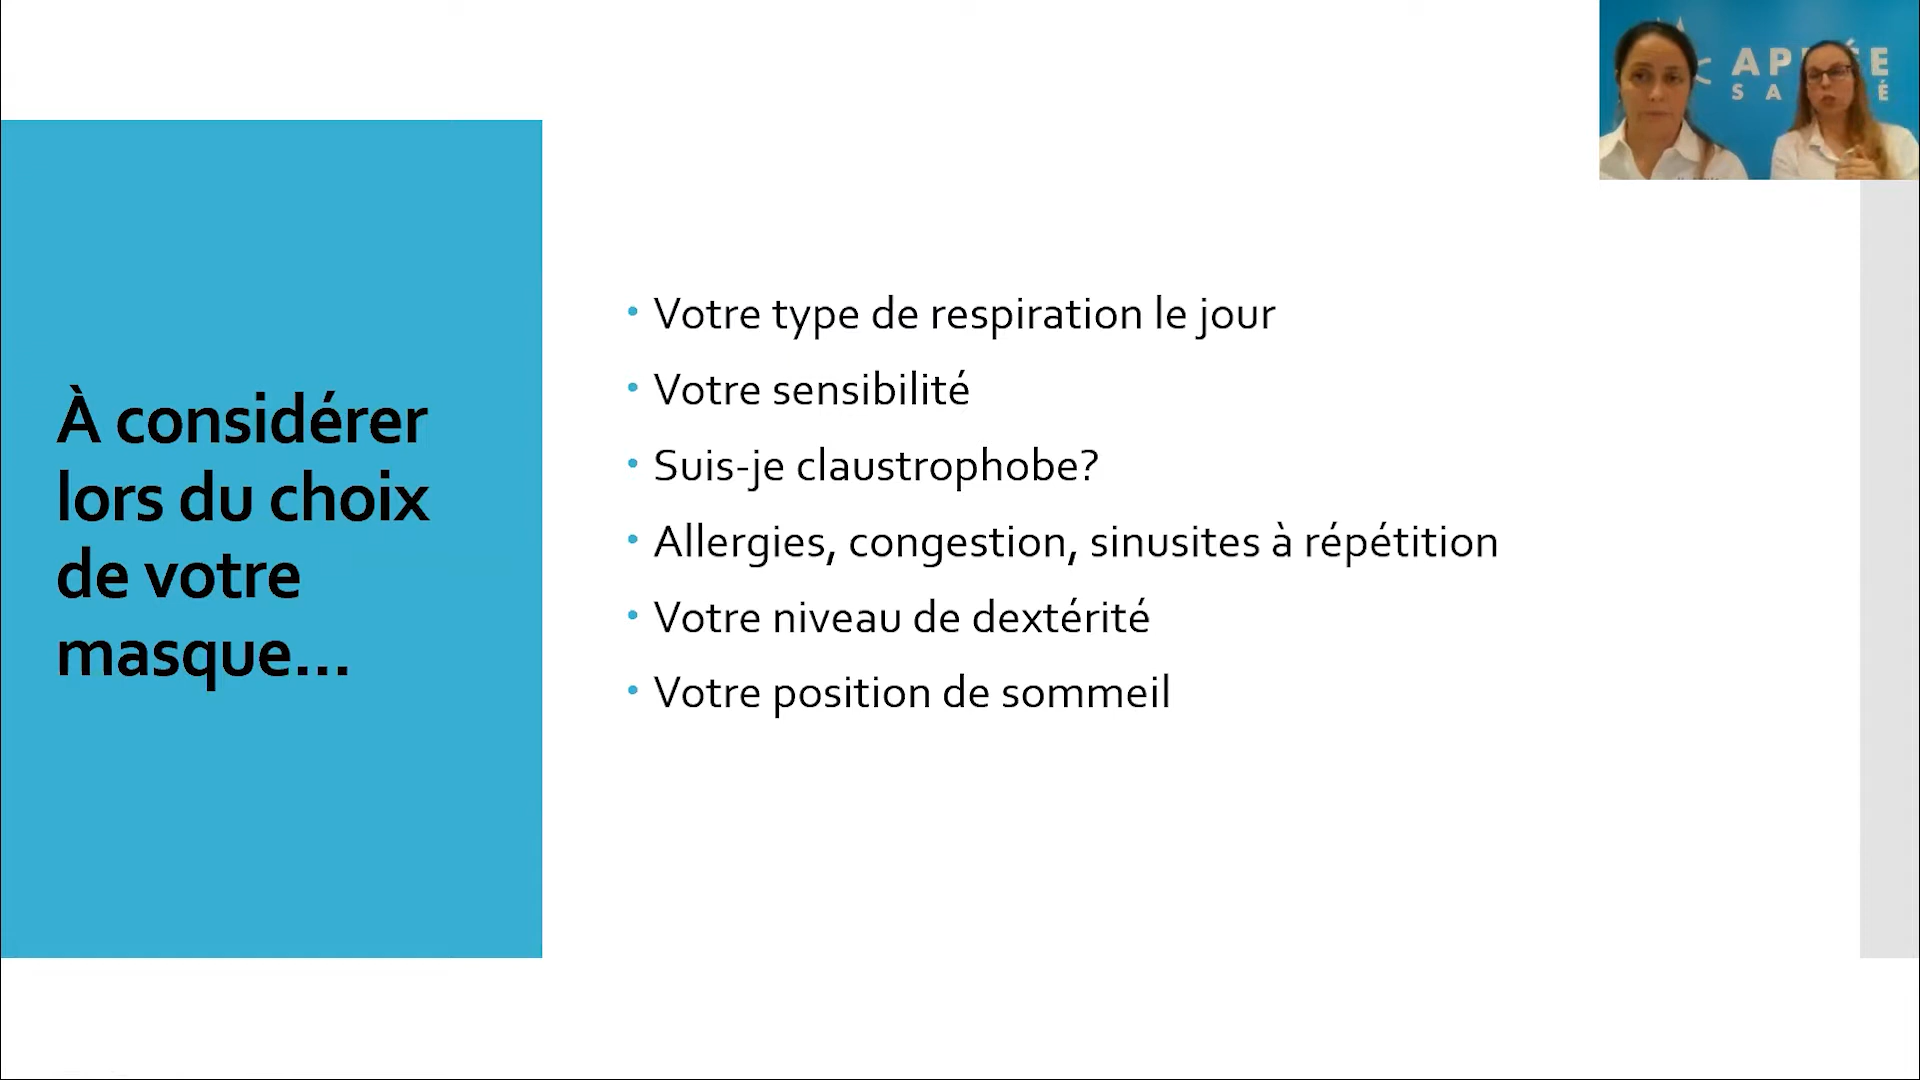 À considérer
lors du choix
de votre
masque...
• Votre type de respiration le jour
• Votre sensibilité
• Suis-je claustrophobe?
• Allergies, congestion, sinusites à répétition
• Votre niveau de dextérité
• Votre position de sommeil